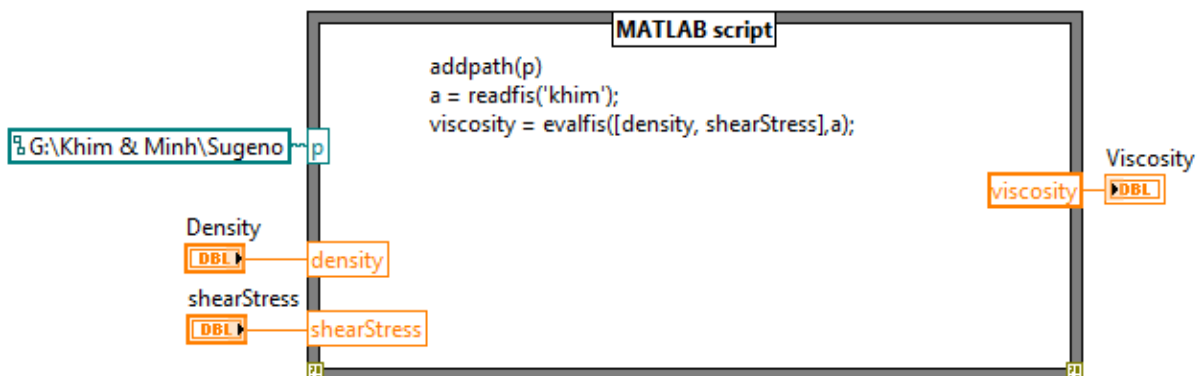 MATLAB script
addpath(p)
a = readfis('khim');
viscosity = evalfis([density, shearStress],a);
G:\Khim & Minh\Sugeno
p
Viscosity
viscosity
DBL
Density
DBL
density
shearStress
DBL
shearStress